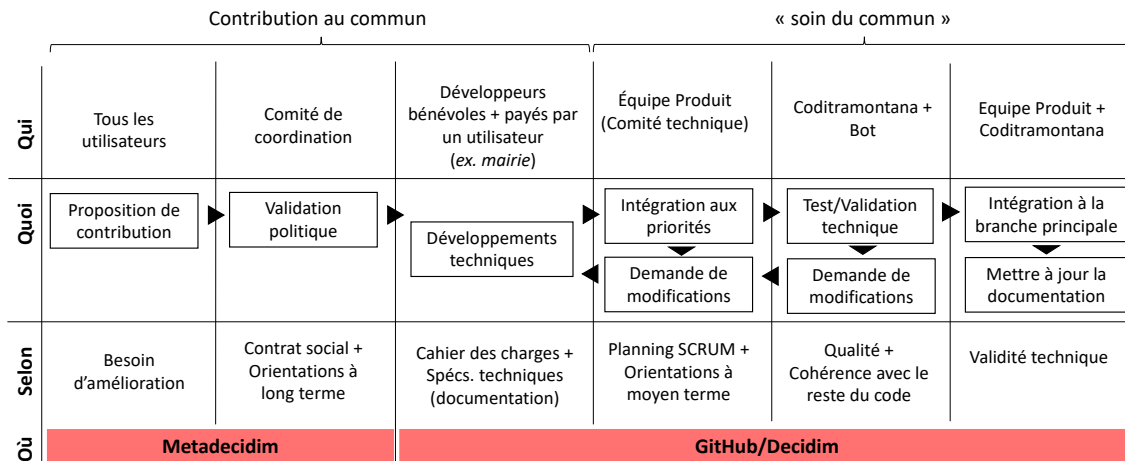 Contribution au commun
« soin du commun »
Qui
Tous les
utilisateurs
Comité de
coordination
Développeurs
bénévoles + payés par
un utilisateur
(ex. mairie)
Équipe Produit
(Comité technique)
Coditramontana +
Bot
Equipe Produit +
Coditramontana
Quoi
Proposition de
contribution
Validation
politique
Développements
techniques
Intégration aux
priorités
Demande de
modifications
Test/Validation
technique
Demande de
modifications
Intégration à la
branche principale
Mettre à jour la
documentation
Selon
Besoin
d’amélioration
Contrat social +
Orientations à
long terme
Cahier des charges +
Spécs. techniques
(documentation)
Planning SCRUM +
Orientations à
moyen terme
Qualité +
Cohérence avec le
reste du code
Validité technique
Où
Metadecidim
GitHub/Decidim